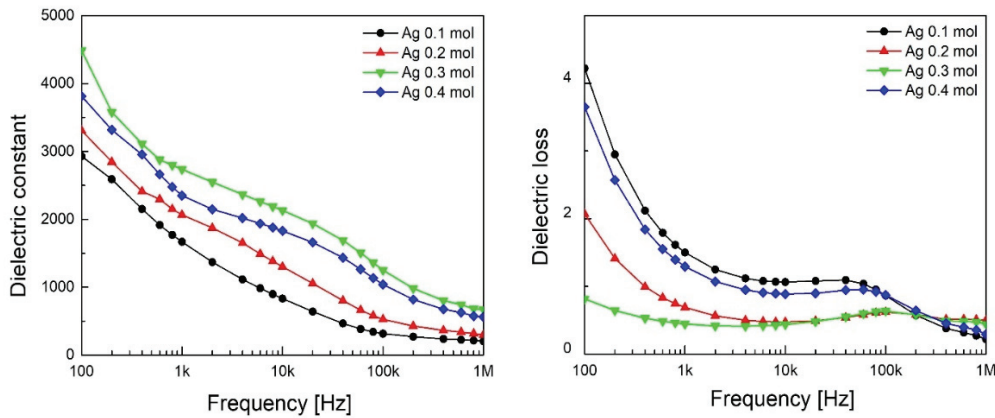 5000
4000
3000
2000
1000
0
Dielectric constant
Ag 0.1 mol
Ag 0.2 mol
Ag 0.3 mol
Ag 0.4 mol
100
1k
10k
100k
1M
Frequency [Hz]
4
2
0
Dielectric loss
Ag 0.1 mol
Ag 0.2 mol
Ag 0.3 mol
Ag 0.4 mol
100
1k
10k
100k
1M
Frequency [Hz]